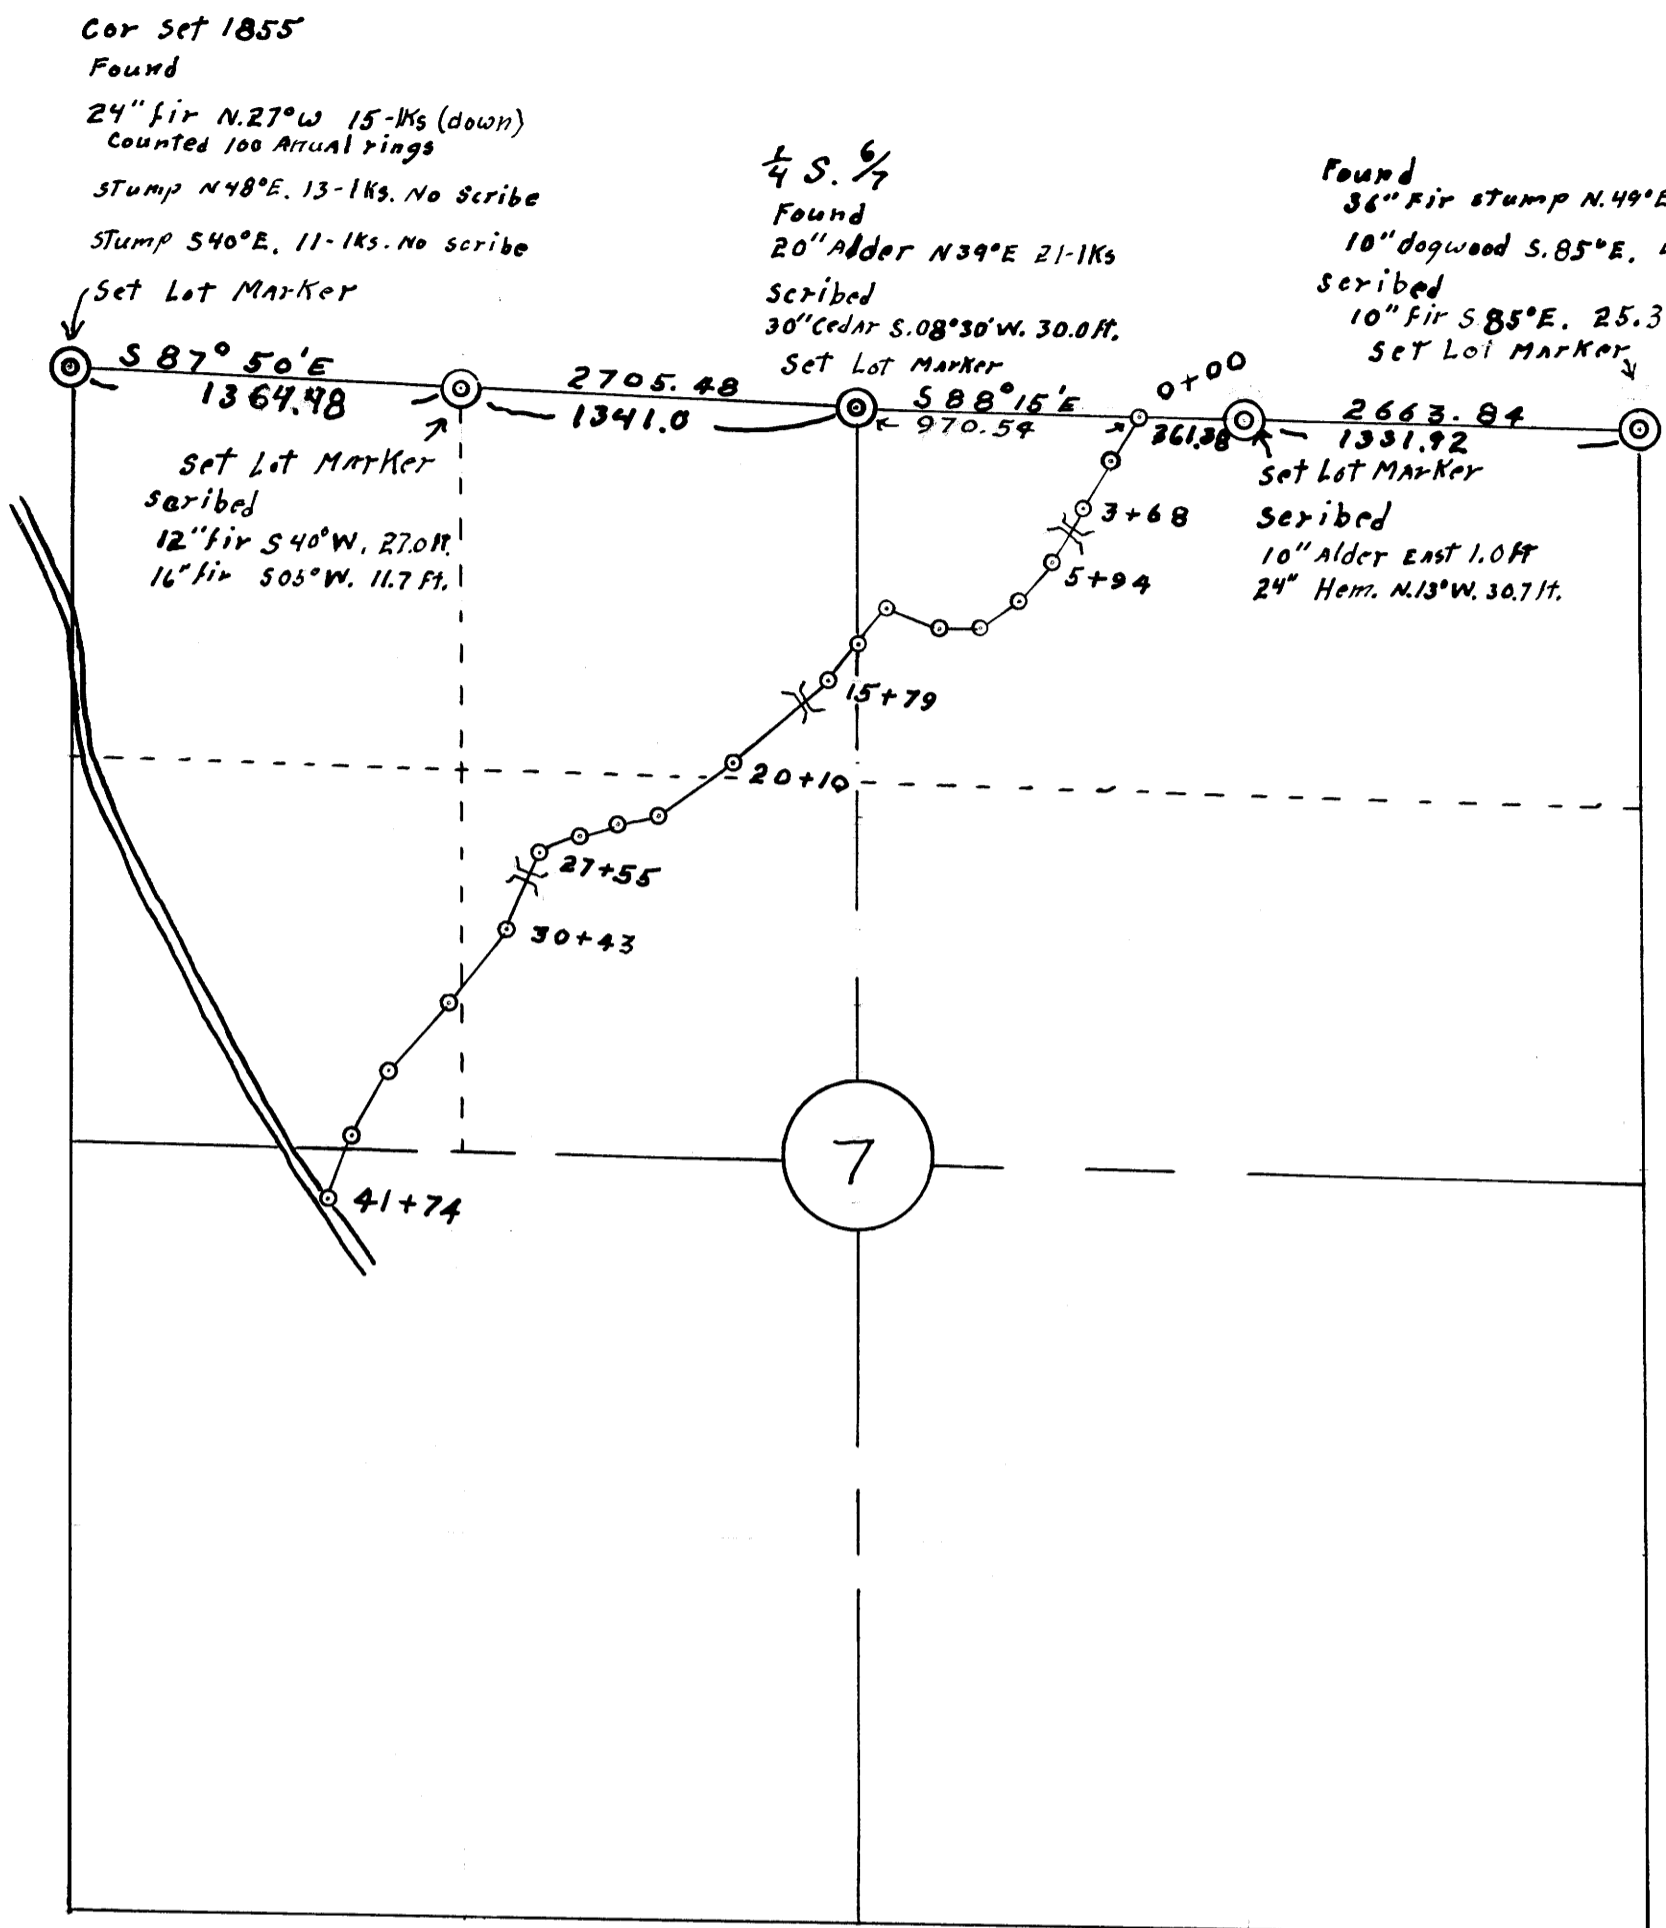 Cor Set 1855
Found
24" fir N.27°W 15-lks (down)
Counted 100 Anual rings
Stump N48°E. 13-lks. No Scribe
Stump S40°E. 11-lks. No scribe
Set Lot Marker
1/4 S. 6/7
Found
20" Alder N39°E 21-lks
Scribed
30" Cedar S.08°30'W. 30.0 ft.
Set Lot Marker
Found
36" Fir stump N.49°E
10" dogwood S.85°E.
Scribed
10" fir S 85°E. 25.3
Set Lot Marker
S 87° 50'E
1364.48
2705.48
1341.0
S 88° 15'E
970.54
0+00
361.38
2663.84
1331.92
Set Lot Marker
Scribed
12" fir S 40°W. 27.0 ft.
16" fir S05°W. 11.7 Ft.
Set Lot Marker
Scribed
10" Alder East 1.0 ft
24" Hem. N.13°W. 30.7 ft.
3+68
5+94
15+79
20+10
27+55
30+43
7
41+74